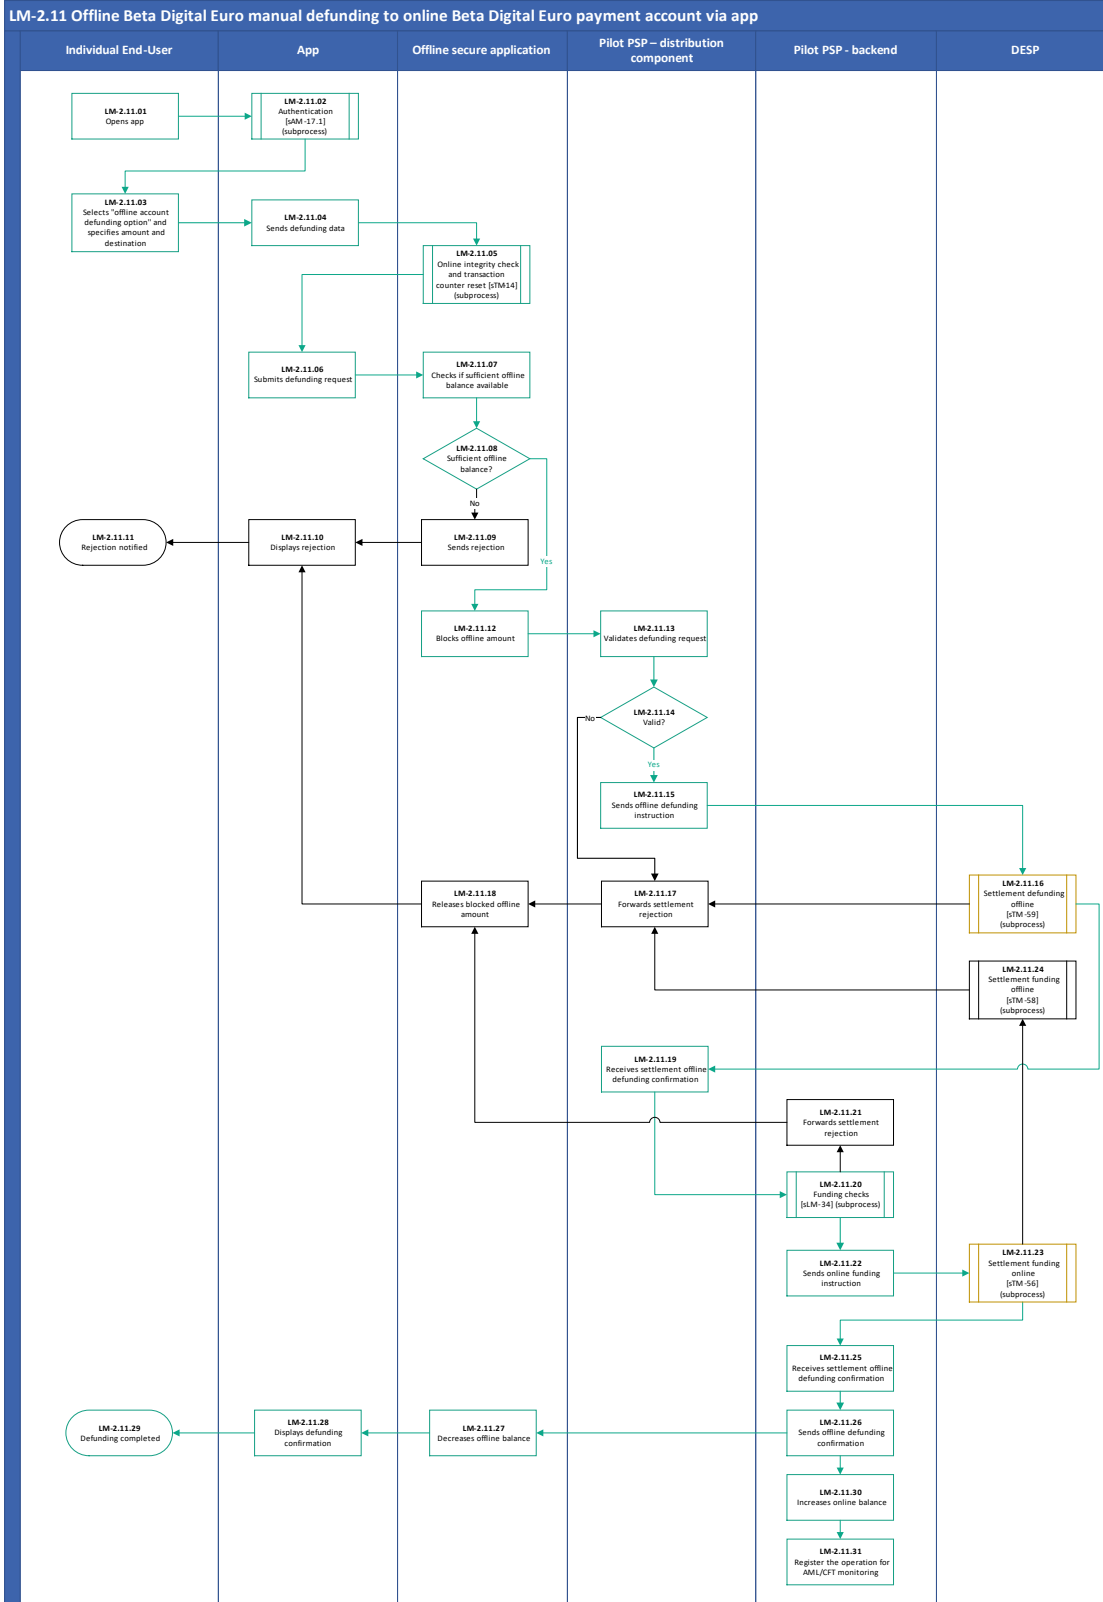 LM-2.11 Offline Beta Digital Euro manual defunding to online Beta Digital Euro payment account via app
Individual End-User
App
Offline secure application
Pilot PSP – distribution
component
Pilot PSP - backend
DESP
LM-2.11.01
Opens app
LM-2.11.02
Authentication
[sAM-17.1]
(subprocess)
LM-2.11.03
Selects "offline account
defunding option" and
specifies amount and
destination
LM-2.11.04
Sends defunding data
LM-2.11.05
Online integrity check
and transaction
counter reset [sTM14]
(subprocess)
LM-2.11.06
Submits defunding request
LM-2.11.07
Checks if sufficient offline
balance available
LM-2.11.08
Sufficient offline
balance?
No
Yes
LM-2.11.11
Rejection notified
LM-2.11.10
Displays rejection
LM-2.11.09
Sends rejection
LM-2.11.12
Blocks offline amount
LM-2.11.13
Validates defunding request
LM-2.11.14
Valid?
No
Yes
LM-2.11.15
Sends offline defunding
instruction
LM-2.11.18
Releases blocked offline
amount
LM-2.11.17
Forwards settlement
rejection
LM-2.11.16
Settlement defunding
offline
[sTM-59]
(subprocess)
LM-2.11.24
Settlement funding
offline
[sTM-58]
(subprocess)
LM-2.11.19
Receives settlement offline
defunding confirmation
LM-2.11.21
Forwards settlement
rejection
LM-2.11.20
Funding checks
[sLM-34] (subprocess)
LM-2.11.22
Sends online funding
instruction
LM-2.11.23
Settlement funding
online
[sTM-56]
(subprocess)
LM-2.11.25
Receives settlement offline
defunding confirmation
LM-2.11.29
Defunding completed
LM-2.11.28
Displays defunding
confirmation
LM-2.11.27
Decreases offline balance
LM-2.11.26
Sends offline defunding
confirmation
LM-2.11.30
Increases online balance
LM-2.11.31
Register the operation for
AML/CFT monitoring